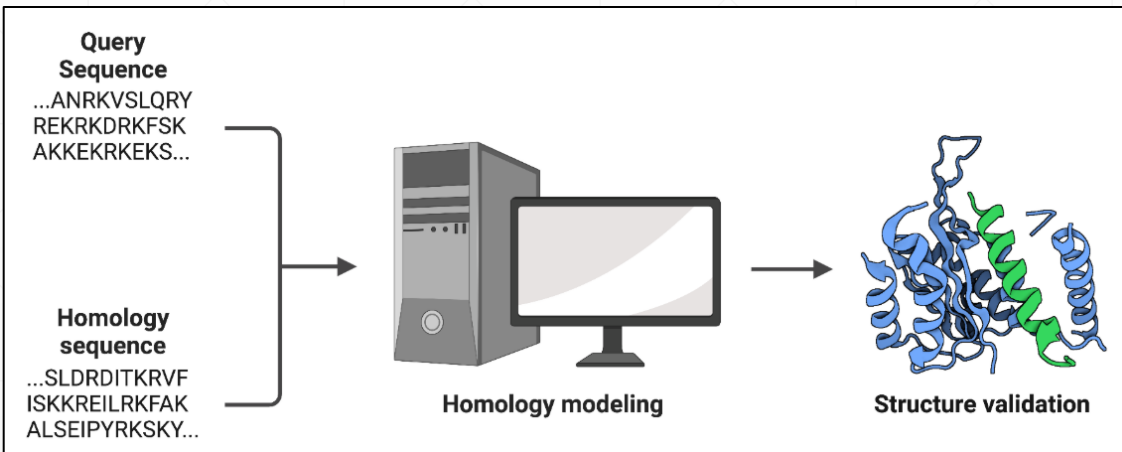 Query
Sequence
...ANRKVSLQRY
REKRKDRKFSK
AKKEKRKEKS...
Homology
sequence
...SLDRDITKRVF
ISKKREILRKFAK
ALSEIPYRKSKY...
Homology modeling
Structure validation